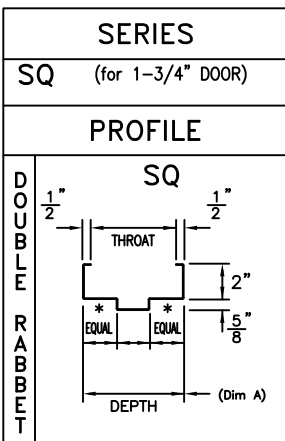 SERIES
SQ (for 1-3/4" DOOR)
PROFILE
DOUBLE RABBET
SQ
1/2" 1/2"
THROAT
2"
* *
EQUAL EQUAL
5/8"
DEPTH (Dim A)